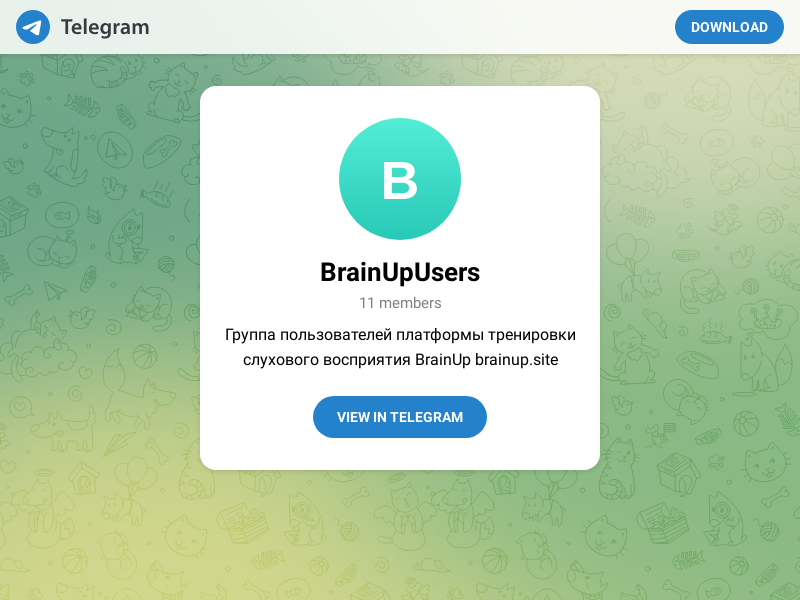 Telegram
DOWNLOAD
B
BrainUpUsers
11 members
Группа пользователей платформы тренировки
слухового восприятия BrainUp brainup.site
VIEW IN TELEGRAM